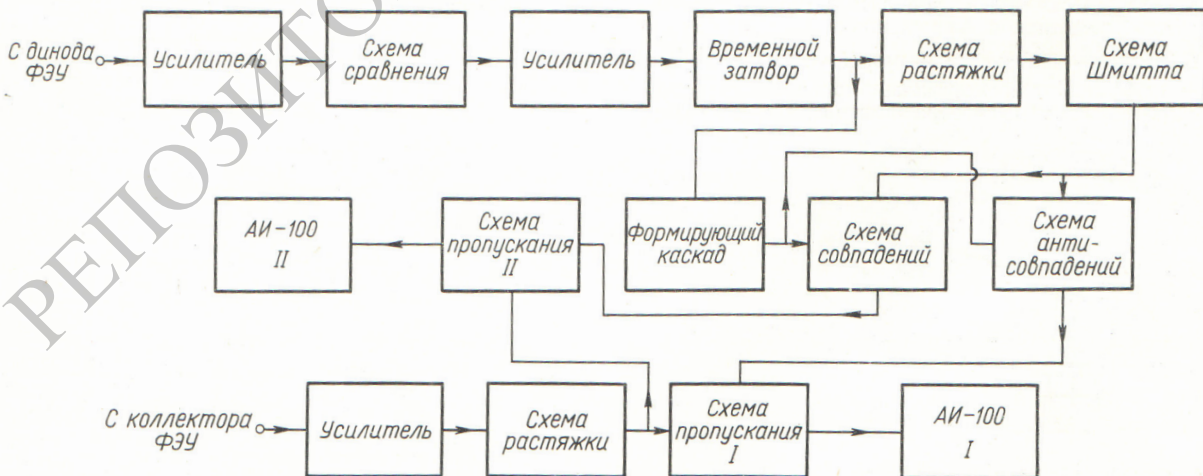 С динода
ФЭУ
Усилитель
Схема
сравнения
Усилитель
Временной
затвор
Схема
растяжки
Схема
Шмитта
АИ-100
II
Схема
пропускания
II
Формирующий
каскад
Схема
совпадений
Схема
анти-
совпадений
С коллектора
ФЭУ
Усилитель
Схема
растяжки
Схема
пропускания
I
АИ-100
I
РЕПОЗИТО